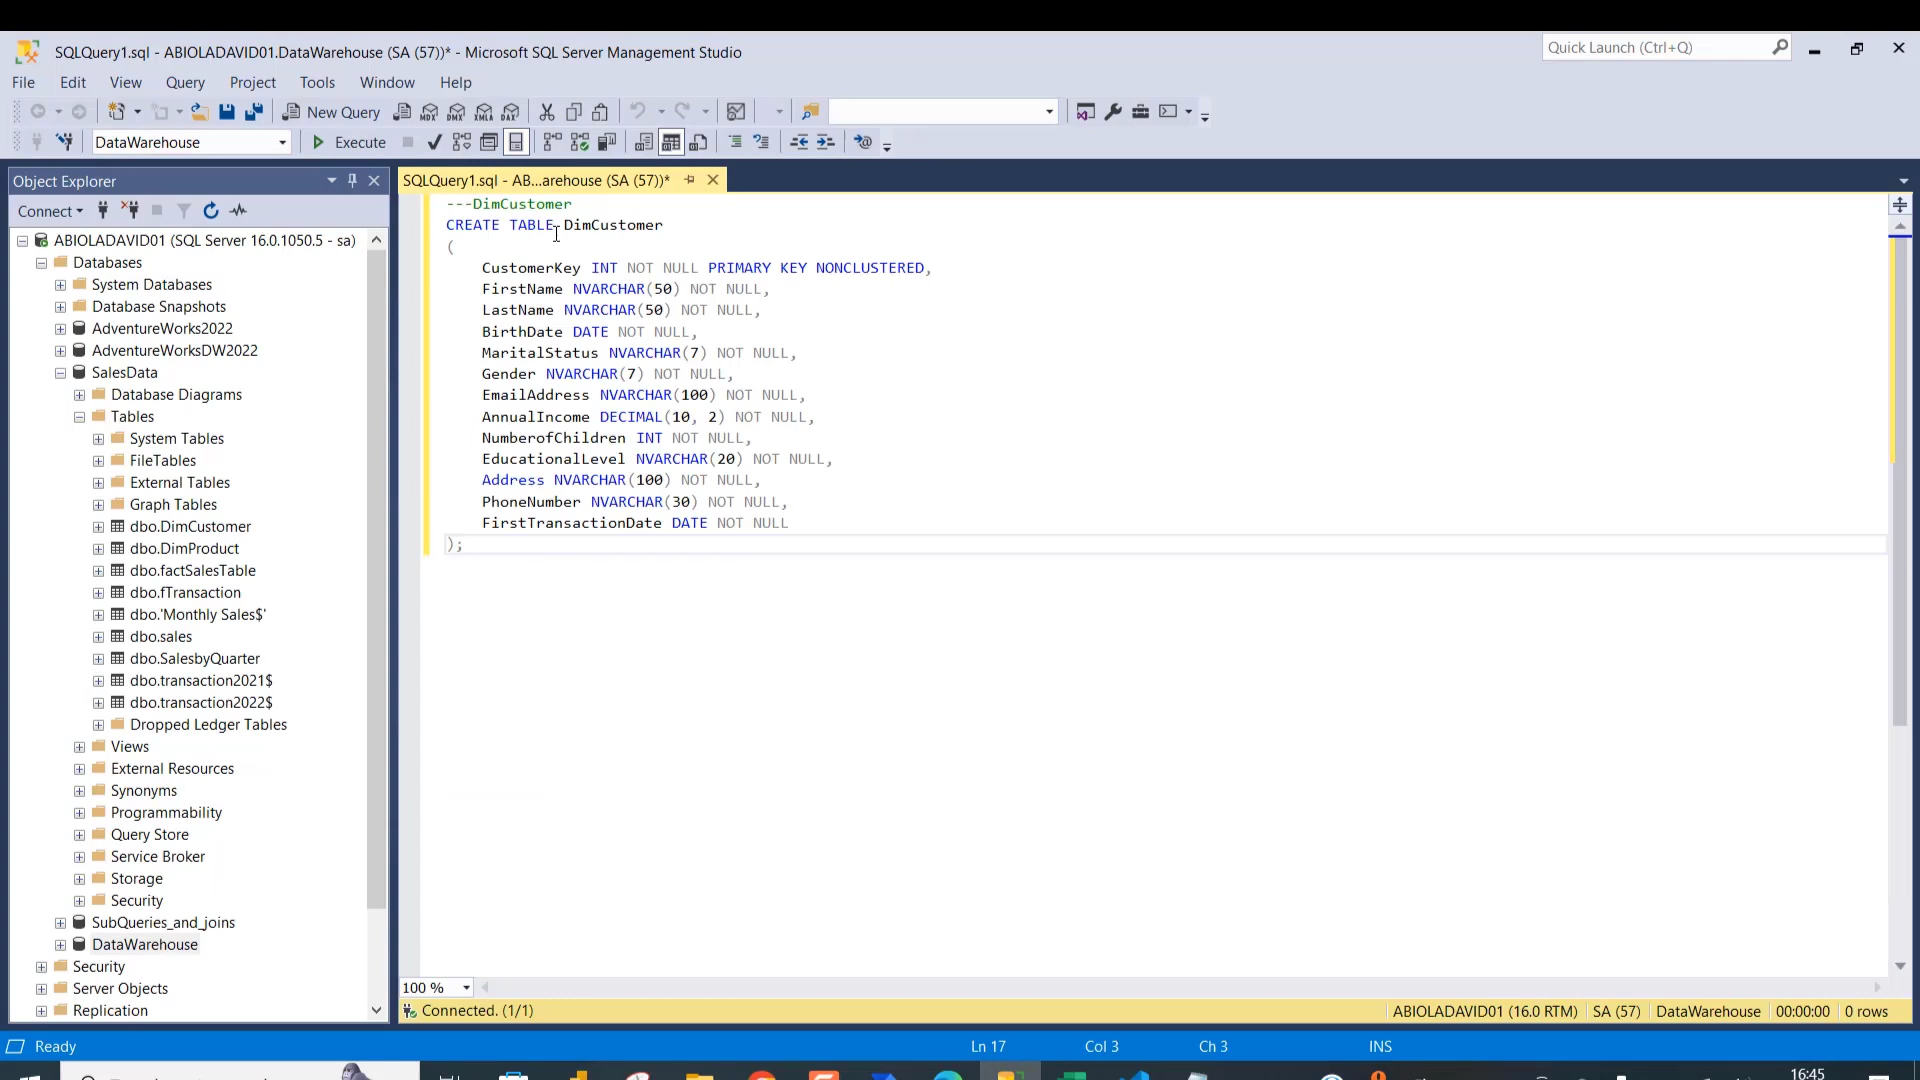 SQLQuery1.sql - ABIOLADAVID01.DataWarehouse (SA (57))* - Microsoft SQL Server Management Studio
Quick Launch (Ctrl+Q)
File Edit View Query Project Tools Window Help
New Query
MDX DMX XMLA DAX
DataWarehouse
Execute
Object Explorer
SQLQuery1.sql - AB...arehouse (SA (57))*
Connect
ABIOLADAVID01 (SQL Server 16.0.1050.5 - sa)
Databases
System Databases
Database Snapshots
AdventureWorks2022
AdventureWorksDW2022
SalesData
Database Diagrams
Tables
System Tables
FileTables
External Tables
Graph Tables
dbo.DimCustomer
dbo.DimProduct
dbo.factSalesTable
dbo.fTransaction
dbo.'Monthly Sales$'
dbo.sales
dbo.SalesbyQuarter
dbo.transaction2021$
dbo.transaction2022$
Dropped Ledger Tables
Views
External Resources
Synonyms
Programmability
Query Store
Service Broker
Storage
Security
SubQueries_and_joins
DataWarehouse
Security
Server Objects
Replication
---DimCustomer
CREATE TABLE DimCustomer
(
CustomerKey INT NOT NULL PRIMARY KEY NONCLUSTERED,
FirstName NVARCHAR(50) NOT NULL,
LastName NVARCHAR(50) NOT NULL,
BirthDate DATE NOT NULL,
MaritalStatus NVARCHAR(7) NOT NULL,
Gender NVARCHAR(7) NOT NULL,
EmailAddress NVARCHAR(100) NOT NULL,
AnnualIncome DECIMAL(10, 2) NOT NULL,
NumberofChildren INT NOT NULL,
EducationalLevel NVARCHAR(20) NOT NULL,
Address NVARCHAR(100) NOT NULL,
PhoneNumber NVARCHAR(30) NOT NULL,
FirstTransactionDate DATE NOT NULL
);
100 %
Connected. (1/1)
ABIOLADAVID01 (16.0 RTM) SA (57) DataWarehouse 00:00:00 0 rows
Ready
Ln 17 Col 3 Ch 3 INS
16:45